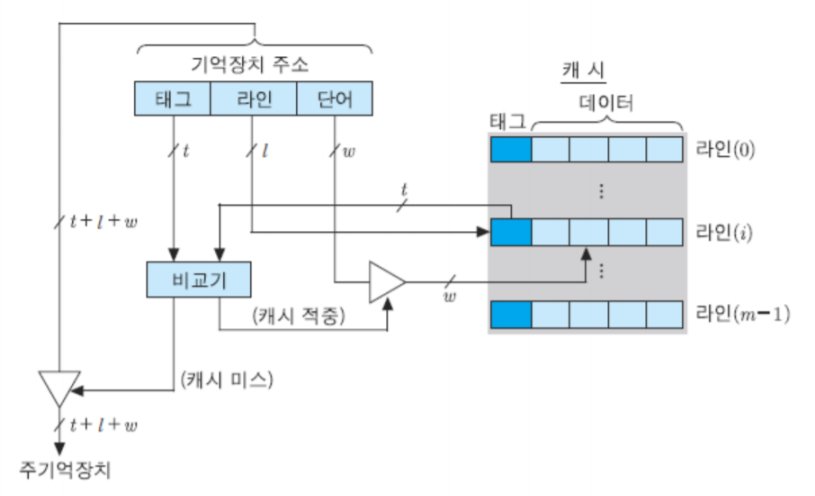 기억장치 주소
태그 라인 단어
t l w
캐 시
데이터
태그
라인(0)
⋮
t
t+l+w
라인(i)
비교기
⋮
w
(캐시 적중)
라인(m−1)
(캐시 미스)
t+l+w
주기억장치